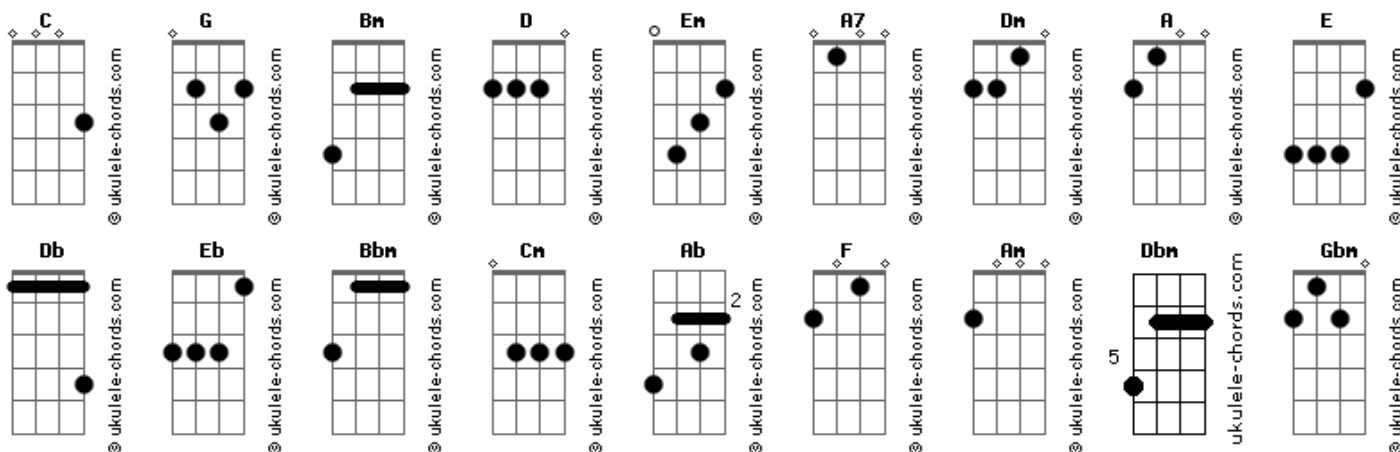 C G Bm D Em A7 Dm A E
© ukulele-chords.com © ukulele-chords.com © ukulele-chords.com © ukulele-chords.com © ukulele-chords.com © ukulele-chords.com © ukulele-chords.com © ukulele-chords.com © ukulele-chords.com
Db Eb Bbm Cm Ab F Am Dbm Gbm
2
5
© ukulele-chords.com © ukulele-chords.com © ukulele-chords.com © ukulele-chords.com © ukulele-chords.com © ukulele-chords.com © ukulele-chords.com ukulele-chords.com © ukulele-chords.com